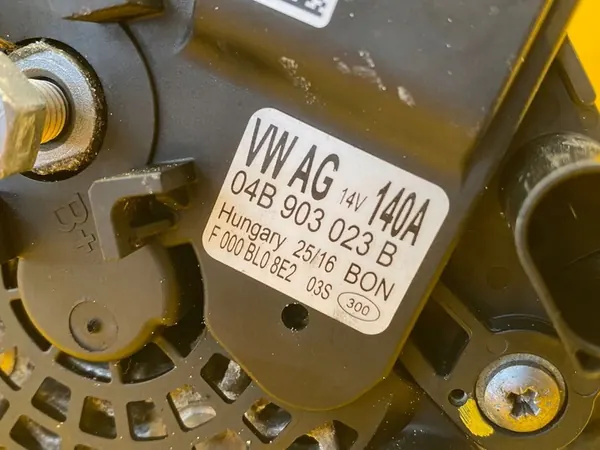 VW AG 14V 140A
04B 903 023 B
Hungary 25/16 BON
F 000 BL0 8E2 03S 300
B+